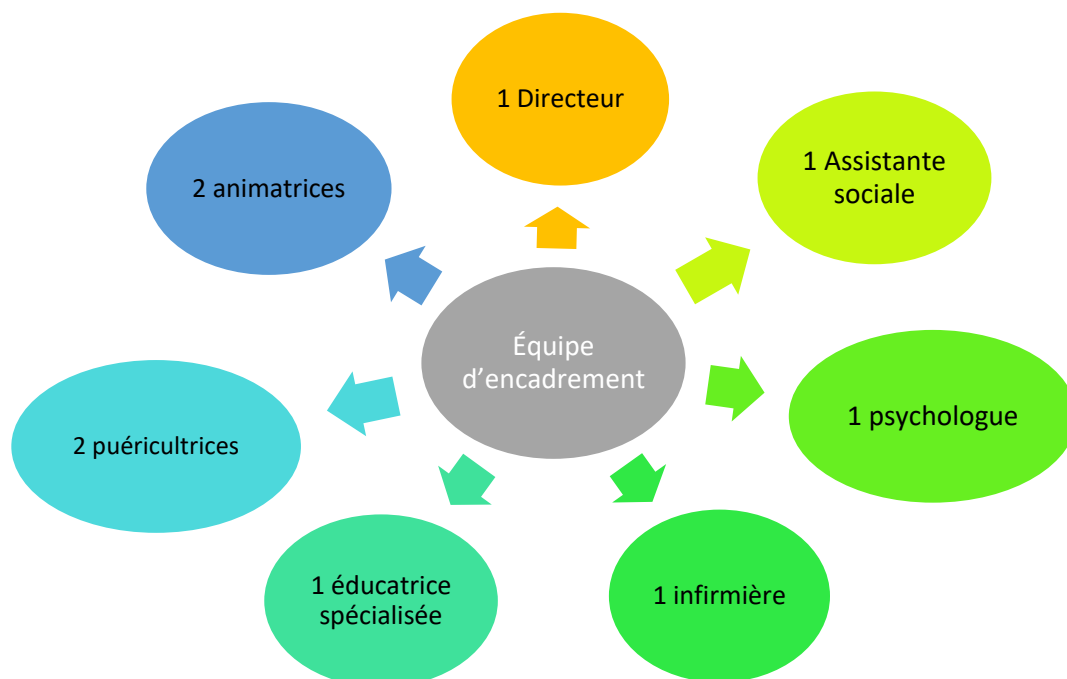 1 Directeur
1 Assistante
sociale
2 animatrices
Équipe
d’encadrement
1 psychologue
2 puéricultrices
1 éducatrice
spécialisée
1 infirmière